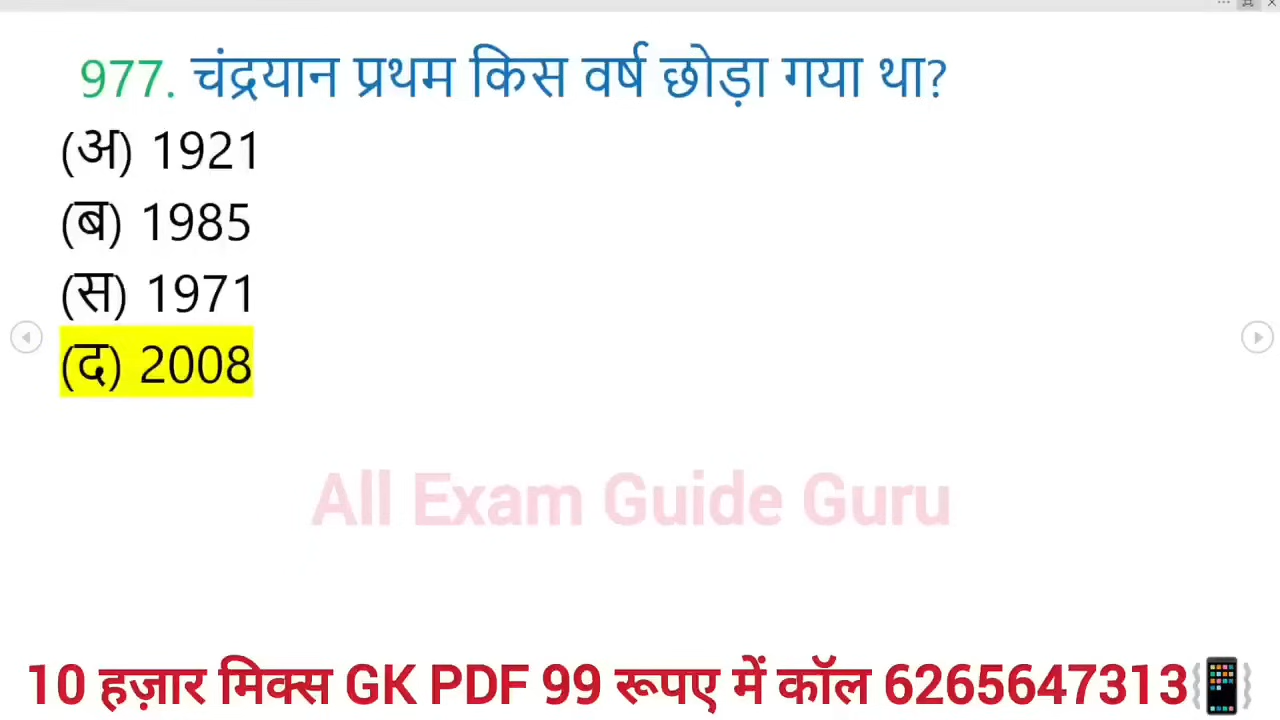 977. चंद्रयान प्रथम किस वर्ष छोड़ा गया था?
(अ) 1921
(ब) 1985
(स) 1971
(द) 2008
All Exam Guide Guru
10 हज़ार मिक्स GK PDF 99 रूपए में कॉल 6265647313